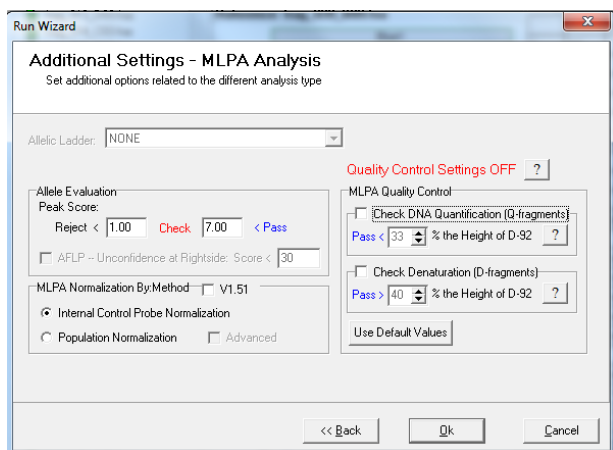 Run Wizard
Additional Settings - MLPA Analysis
Set additional options related to the different analysis type
Allelic Ladder: NONE
Quality Control Settings OFF ?
Allele Evaluation
Peak Score:
Reject < 1.00 Check 7.00 < Pass
AFLP -- Unconfidence at Rightside: Score < 30
MLPA Normalization By:Method V1.51
Internal Control Probe Normalization
Population Normalization Advanced
MLPA Quality Control
Check DNA Quantification (Q-fragments)
Pass < 33 % the Height of D-92 ?
Check Denaturation (D-fragments)
Pass > 40 % the Height of D-92 ?
Use Default Values
<< Back Ok Cancel